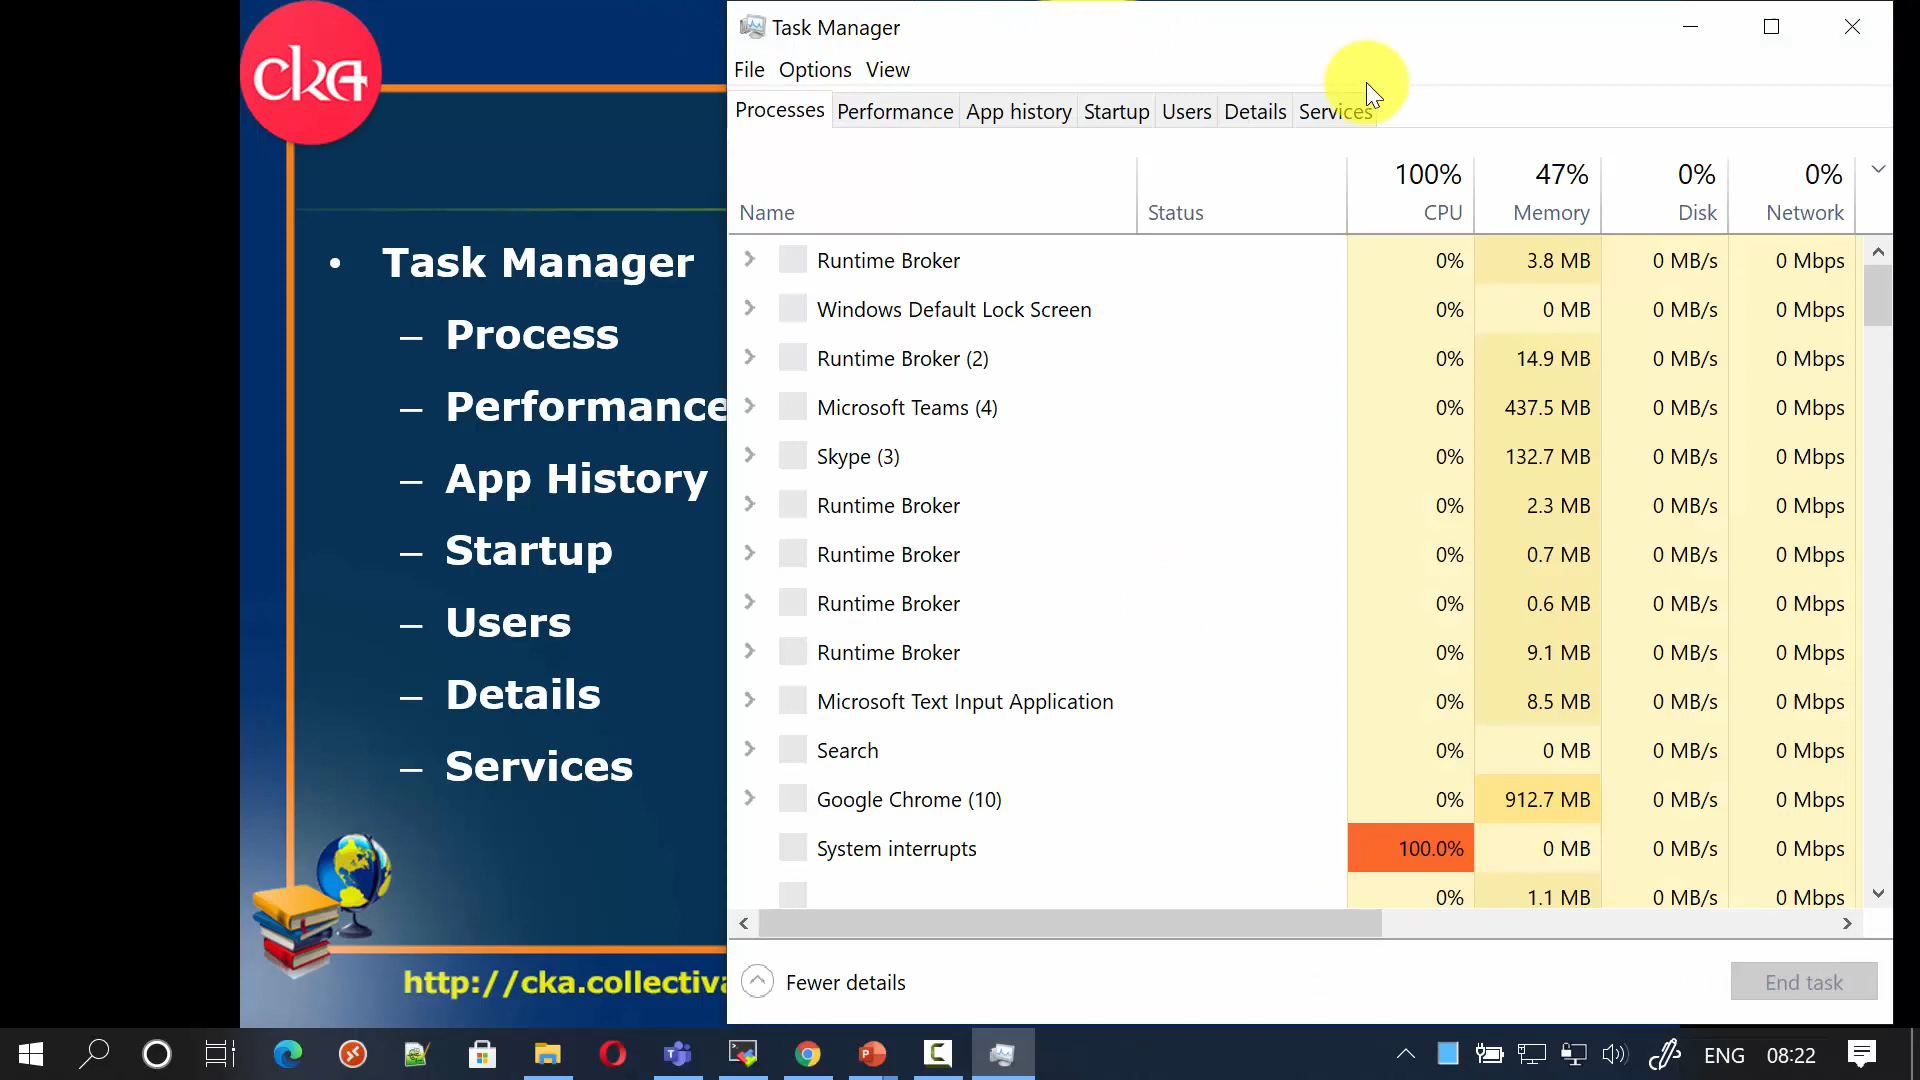 cka
• Task Manager
– Process
– Performance
– App History
– Startup
– Users
– Details
– Services
http://cka.collectiva
Task Manager
File Options View
Processes Performance App history Startup Users Details Services
100% 47% 0% 0%
Name Status CPU Memory Disk Network
Runtime Broker 0% 3.8 MB 0 MB/s 0 Mbps
Windows Default Lock Screen 0% 0 MB 0 MB/s 0 Mbps
Runtime Broker (2) 0% 14.9 MB 0 MB/s 0 Mbps
Microsoft Teams (4) 0% 437.5 MB 0 MB/s 0 Mbps
Skype (3) 0% 132.7 MB 0 MB/s 0 Mbps
Runtime Broker 0% 2.3 MB 0 MB/s 0 Mbps
Runtime Broker 0% 0.7 MB 0 MB/s 0 Mbps
Runtime Broker 0% 0.6 MB 0 MB/s 0 Mbps
Runtime Broker 0% 9.1 MB 0 MB/s 0 Mbps
Microsoft Text Input Application 0% 8.5 MB 0 MB/s 0 Mbps
Search 0% 0 MB 0 MB/s 0 Mbps
Google Chrome (10) 0% 912.7 MB 0 MB/s 0 Mbps
System interrupts 100.0% 0 MB 0 MB/s 0 Mbps
0% 1.1 MB 0 MB/s 0 Mbps
Fewer details End task
ENG 08:22